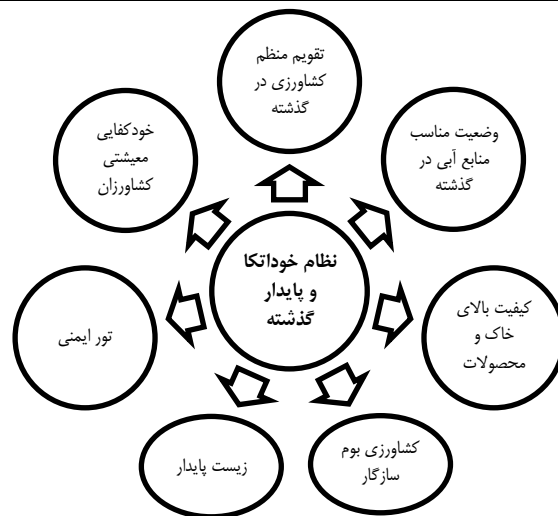 تقویم منظم
کشاورزی در
گذشته
وضعیت مناسب
منابع آبی در
گذشته
کیفیت بالای
خاک و
محصولات
کشاورزی بوم
سازگار
زیست پایدار
تور ایمنی
خودکفایی
معیشتی
کشاورزان
نظام خوداتکا
و پایدار
گذشته